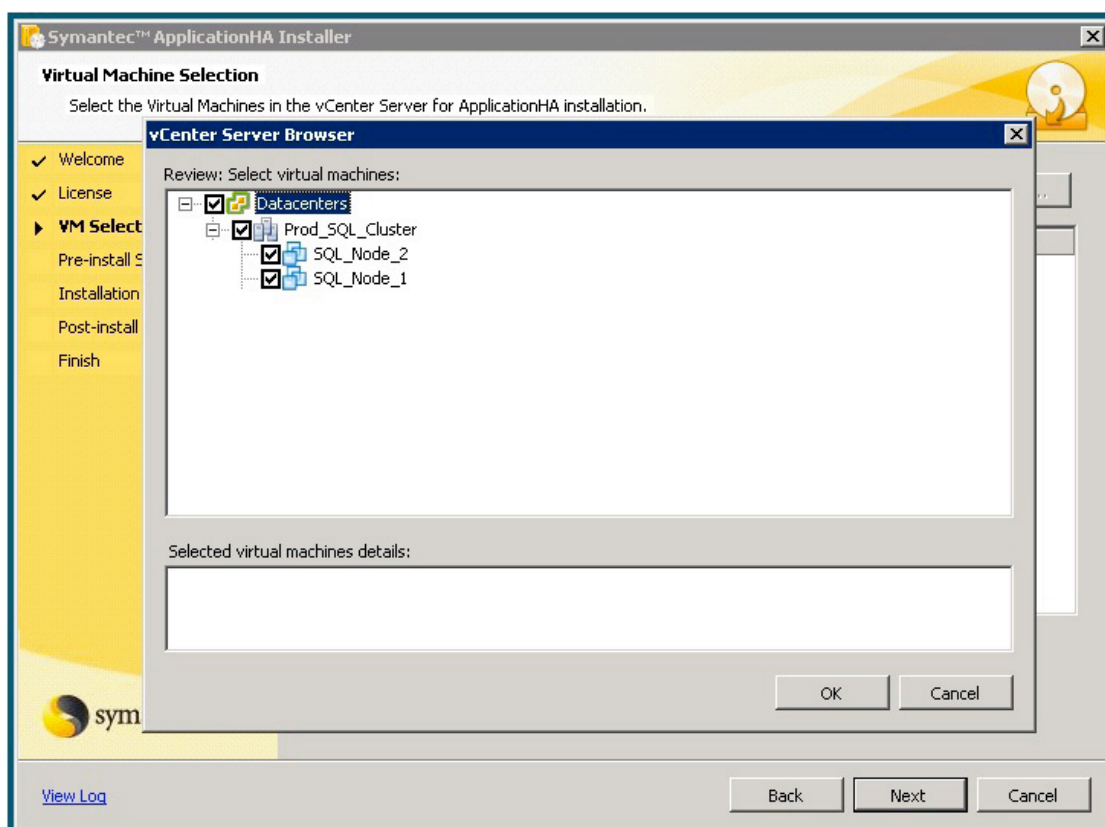 Symantec™ ApplicationHA Installer
Virtual Machine Selection
Select the Virtual Machines in the vCenter Server for ApplicationHA installation.
vCenter Server Browser
Welcome
License
VM Select
Pre-install S
Installation
Post-install
Finish
Review: Select virtual machines:
Datacenters
Prod_SQL_Cluster
SQL_Node_2
SQL_Node_1
Selected virtual machines details:
OK Cancel
sym
View Log Back Next Cancel